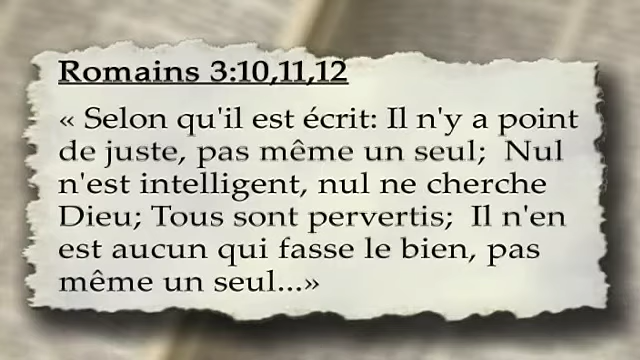 Romains 3:10,11,12
« Selon qu'il est écrit: Il n'y a point
de juste, pas même un seul;  Nul
n'est intelligent, nul ne cherche
Dieu; Tous sont pervertis;  Il n'en
est aucun qui fasse le bien, pas
même un seul...»